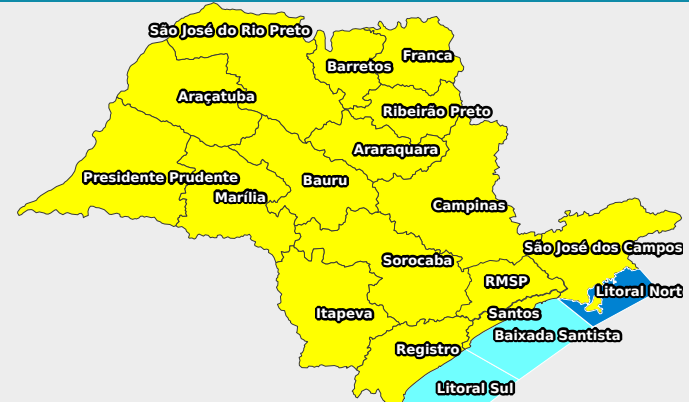 São José do Rio Preto
Franca
Barretos
Araçatuba
Ribeirão Preto
Araraquara
Presidente Prudente
Bauru
Marília
Campinas
São José dos Campos
Sorocaba
RMSP
Litoral Nort
Itapeva
Santos
Baixada Santista
Registro
Litoral Sul